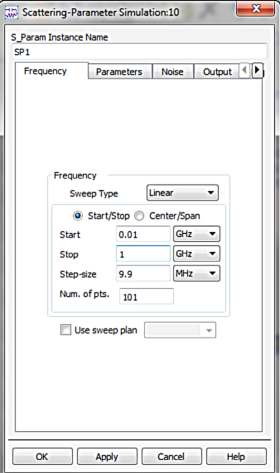 Scattering-Parameter Simulation:10
S_Param Instance Name
SP1
Frequency Parameters Noise Output
Frequency
Sweep Type Linear
Start/Stop Center/Span
Start 0.01 GHz
Stop 1 GHz
Step-size 9.9 MHz
Num. of pts. 101
Use sweep plan
OK Apply Cancel Help